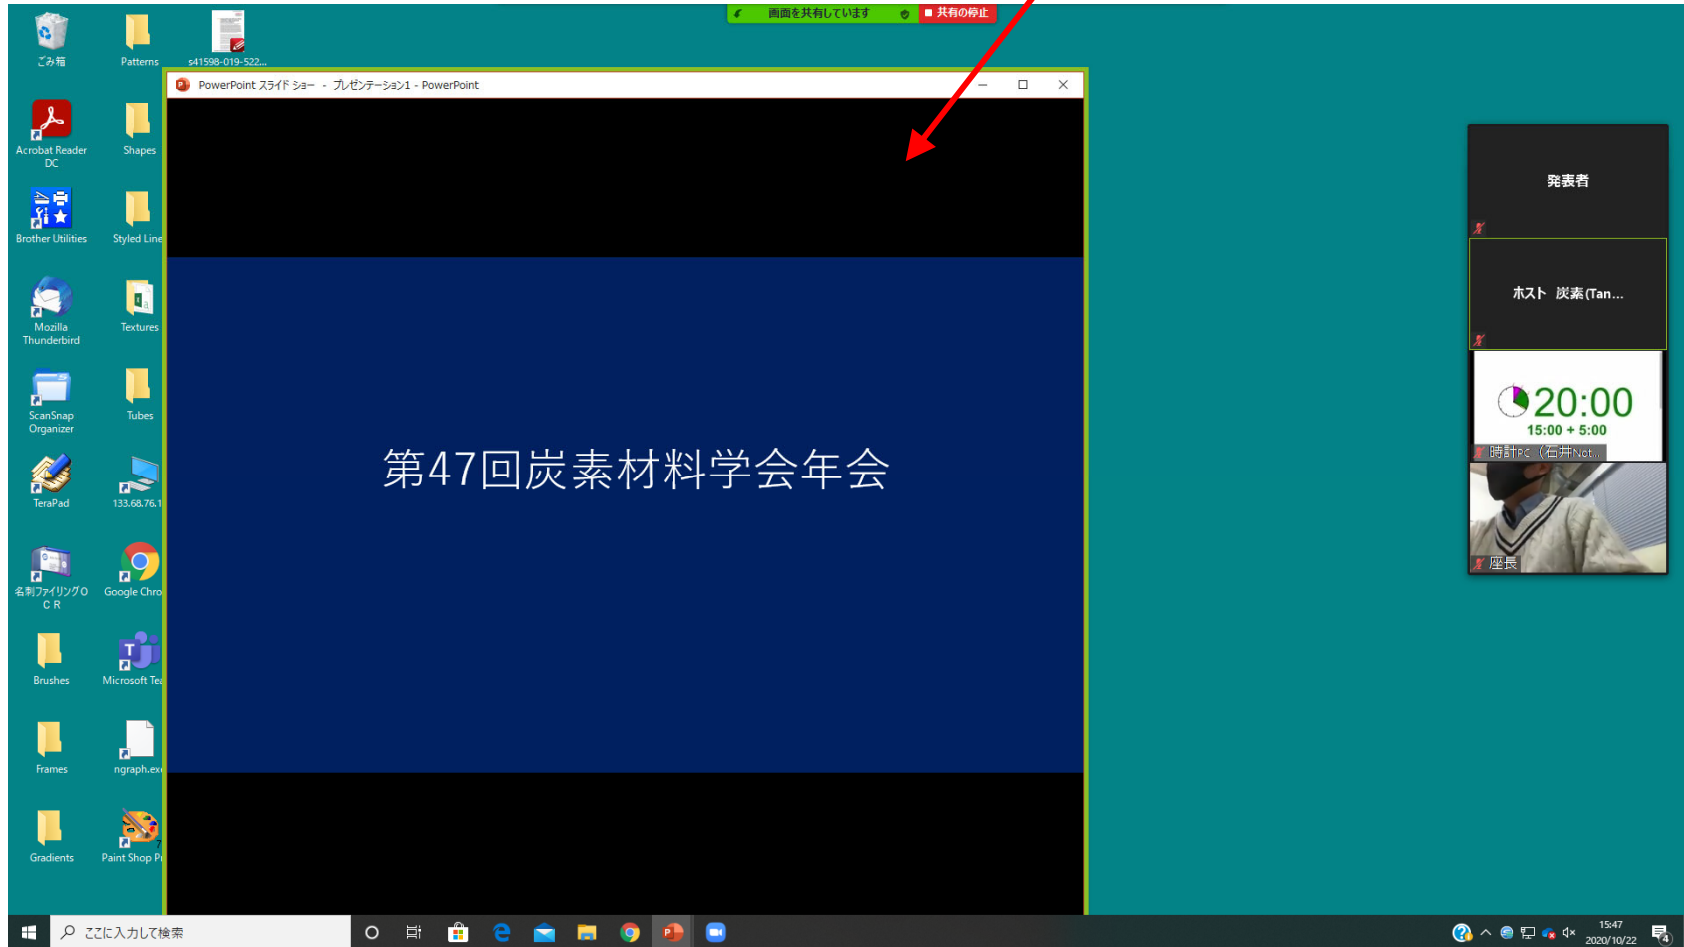 画面を共有しています
共有の停止
ごみ箱
Patterns
s41598-019-522...
PowerPoint スライド ショー - プレゼンテーション1 - PowerPoint
Acrobat Reader
DC
Shapes
Brother Utilities
Styled Line
Mozilla
Thunderbird
Textures
ScanSnap
Organizer
Tubes
TeraPad
133.68.76.1
名刺ファイリングO
C R
Google Chro
Brushes
Microsoft Tea
Frames
ngraph.exe
Gradients
Paint Shop Pr
第47回炭素材料学会年会
発表者
ホスト 炭素(Tan...
20:00
15:00 + 5:00
時計PC (石井Not...
座長
ここに入力して検索
15:47
2020/10/22
4